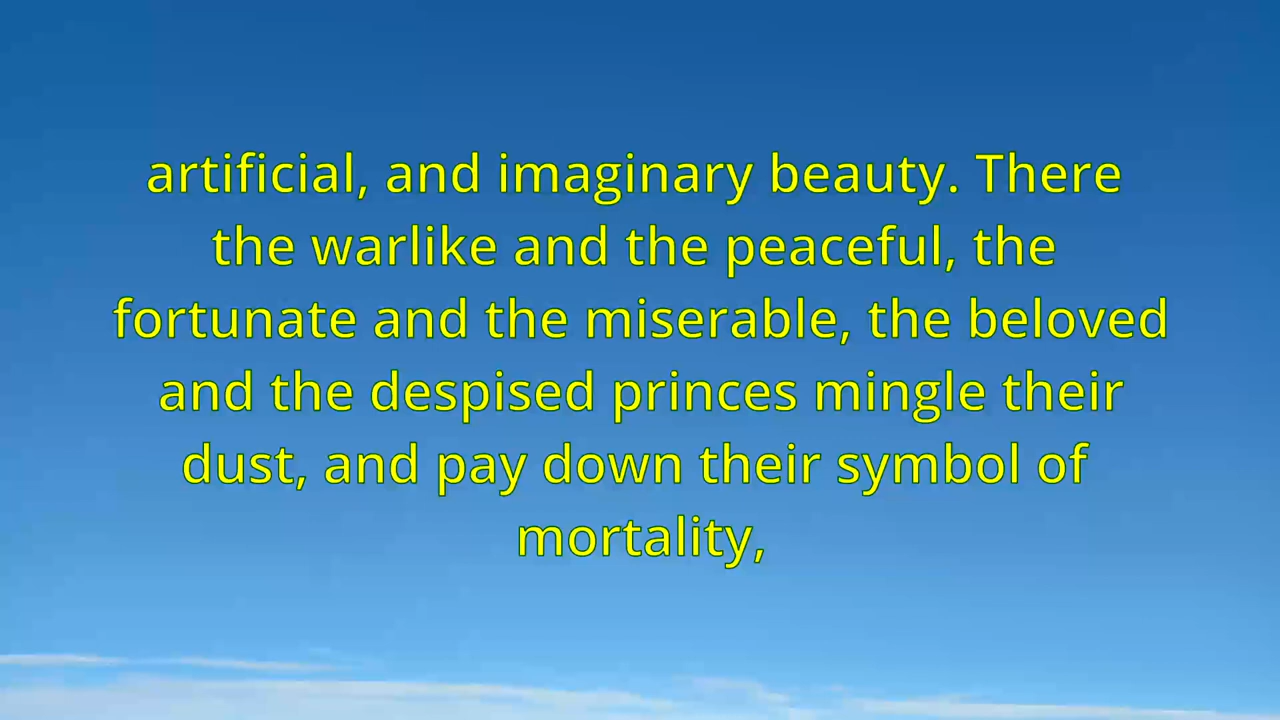 artificial, and imaginary beauty. There
the warlike and the peaceful, the
fortunate and the miserable, the beloved
and the despised princes mingle their
dust, and pay down their symbol of
mortality,